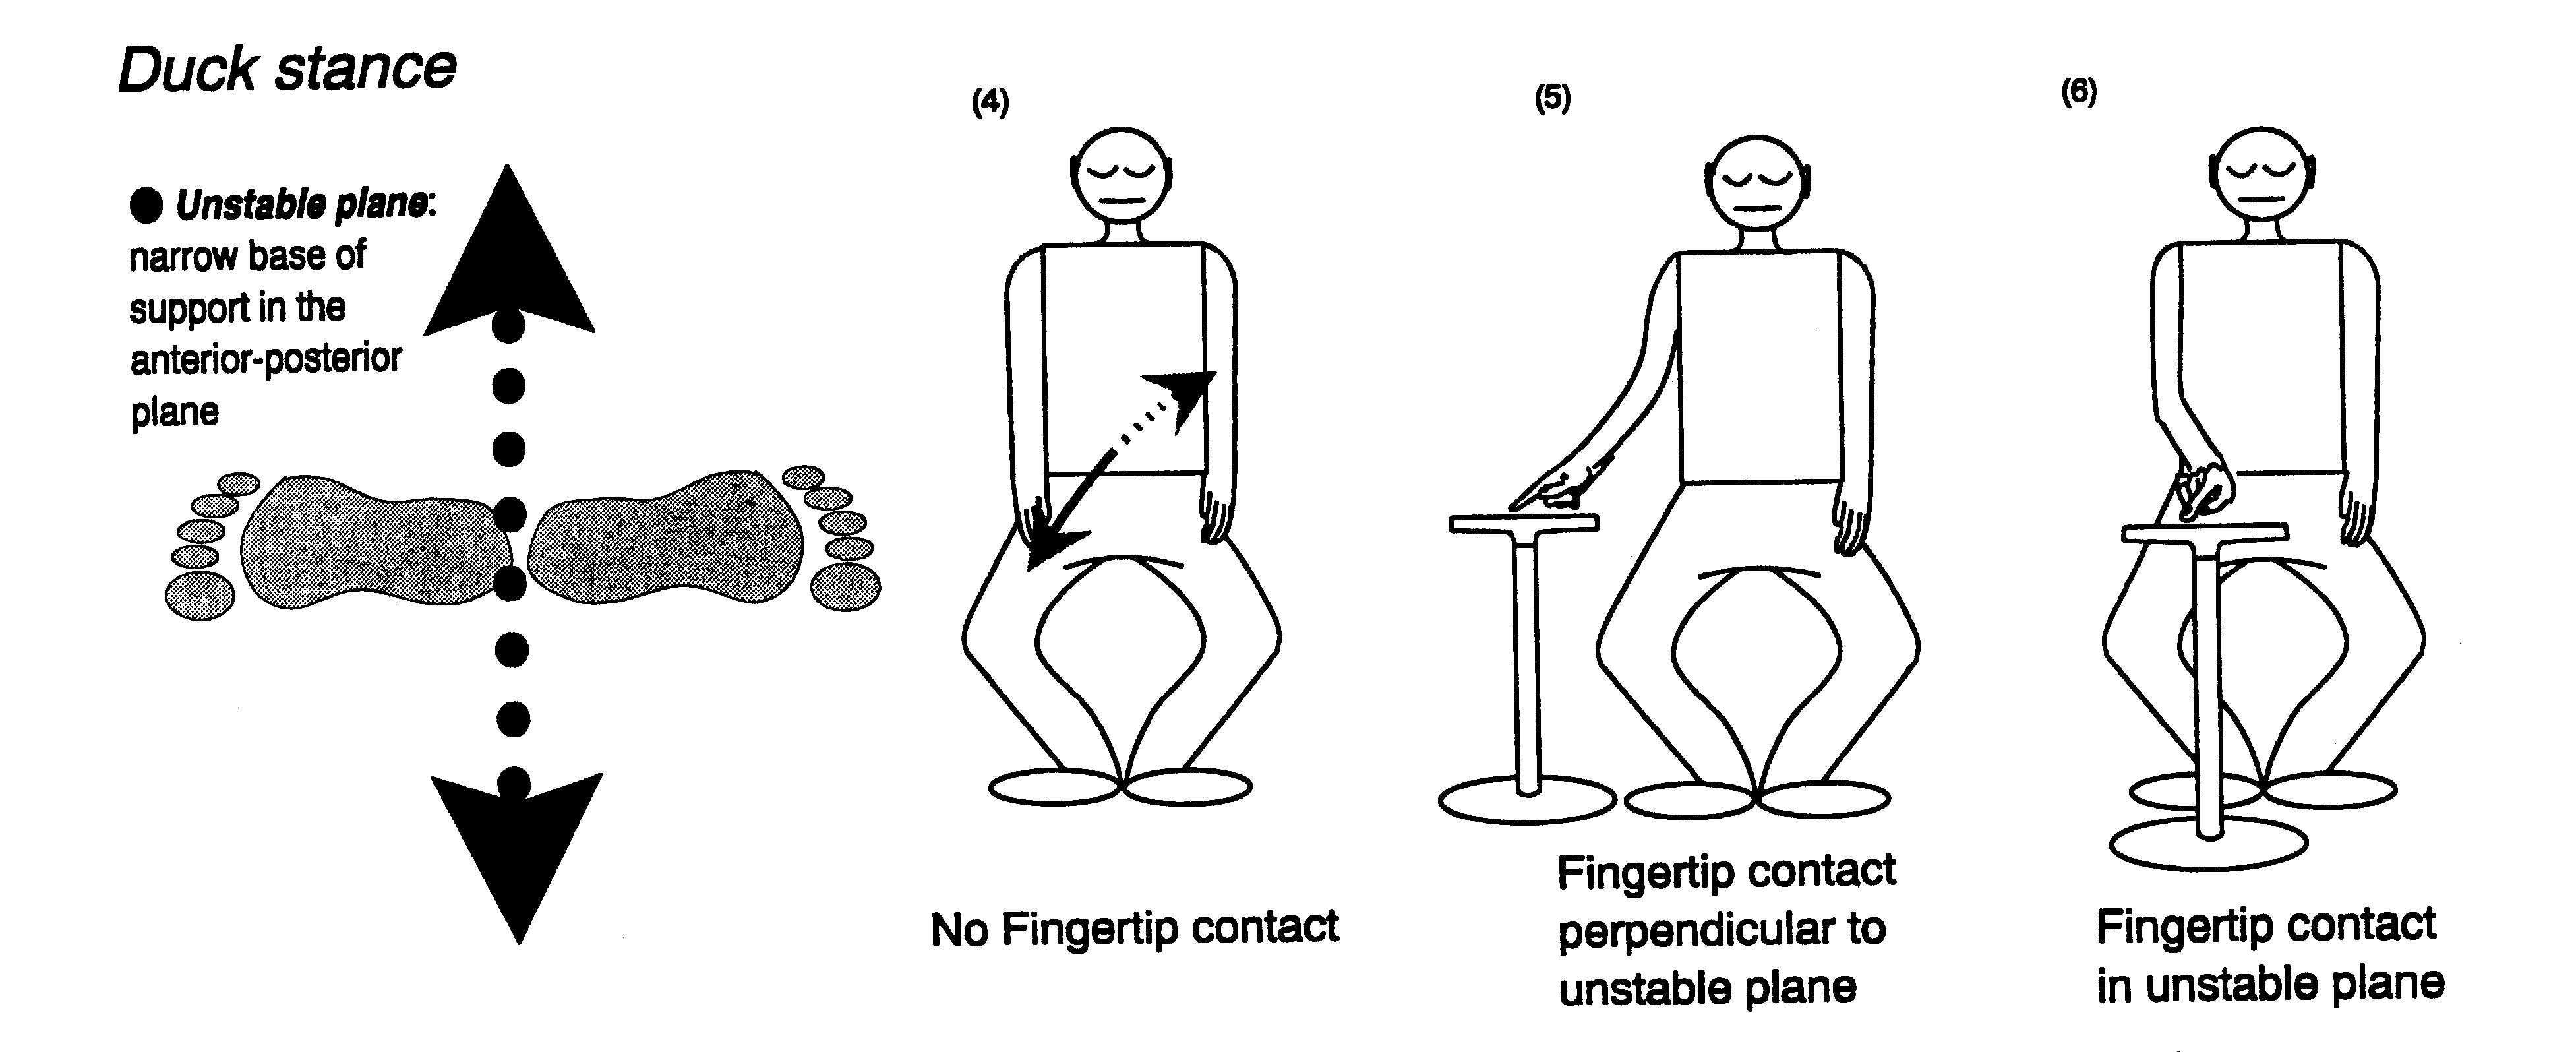 Duck stance
● Unstable plane:
narrow base of
support in the
anterior-posterior
plane
(4)
No Fingertip contact
(5)
Fingertip contact
perpendicular to
unstable plane
(6)
Fingertip contact
in unstable plane